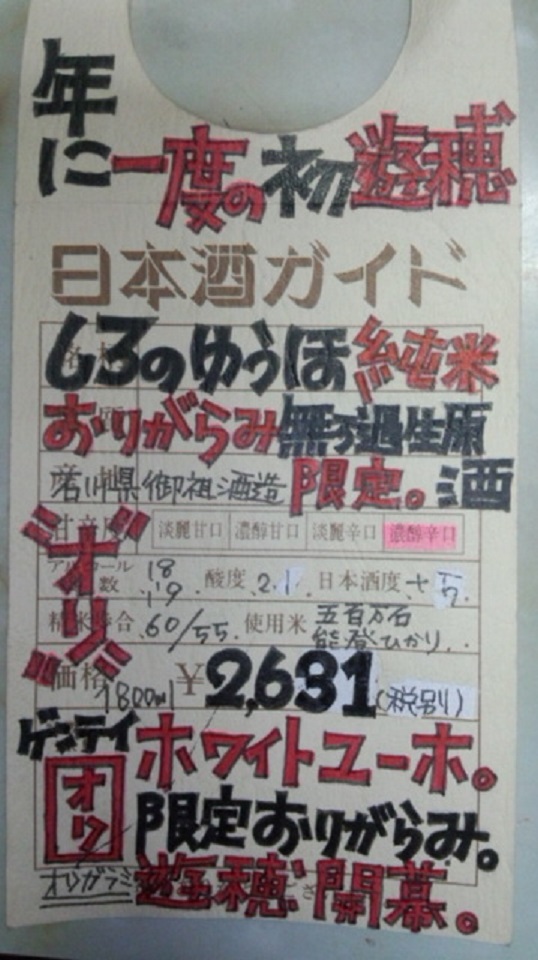 年
に一度の初遊穂
日本酒ガイド
しろのゆうほ純米
おりがらみ無ろ過生原
石川県御祖酒造 限定。酒
淡麗甘口 濃醇甘口 淡麗辛口 濃醇辛口
オリ
アルコール
数 18
19 酸度 2.1 日本酒度 +
精米歩合 60/55 使用米 五百万石
能登ひかり
価格 1800ml ¥2,631(税別)
ゲンテイ
ホワイトユーホ。
オリ
限定おりがらみ。
オリガラミ
遊穂開幕。